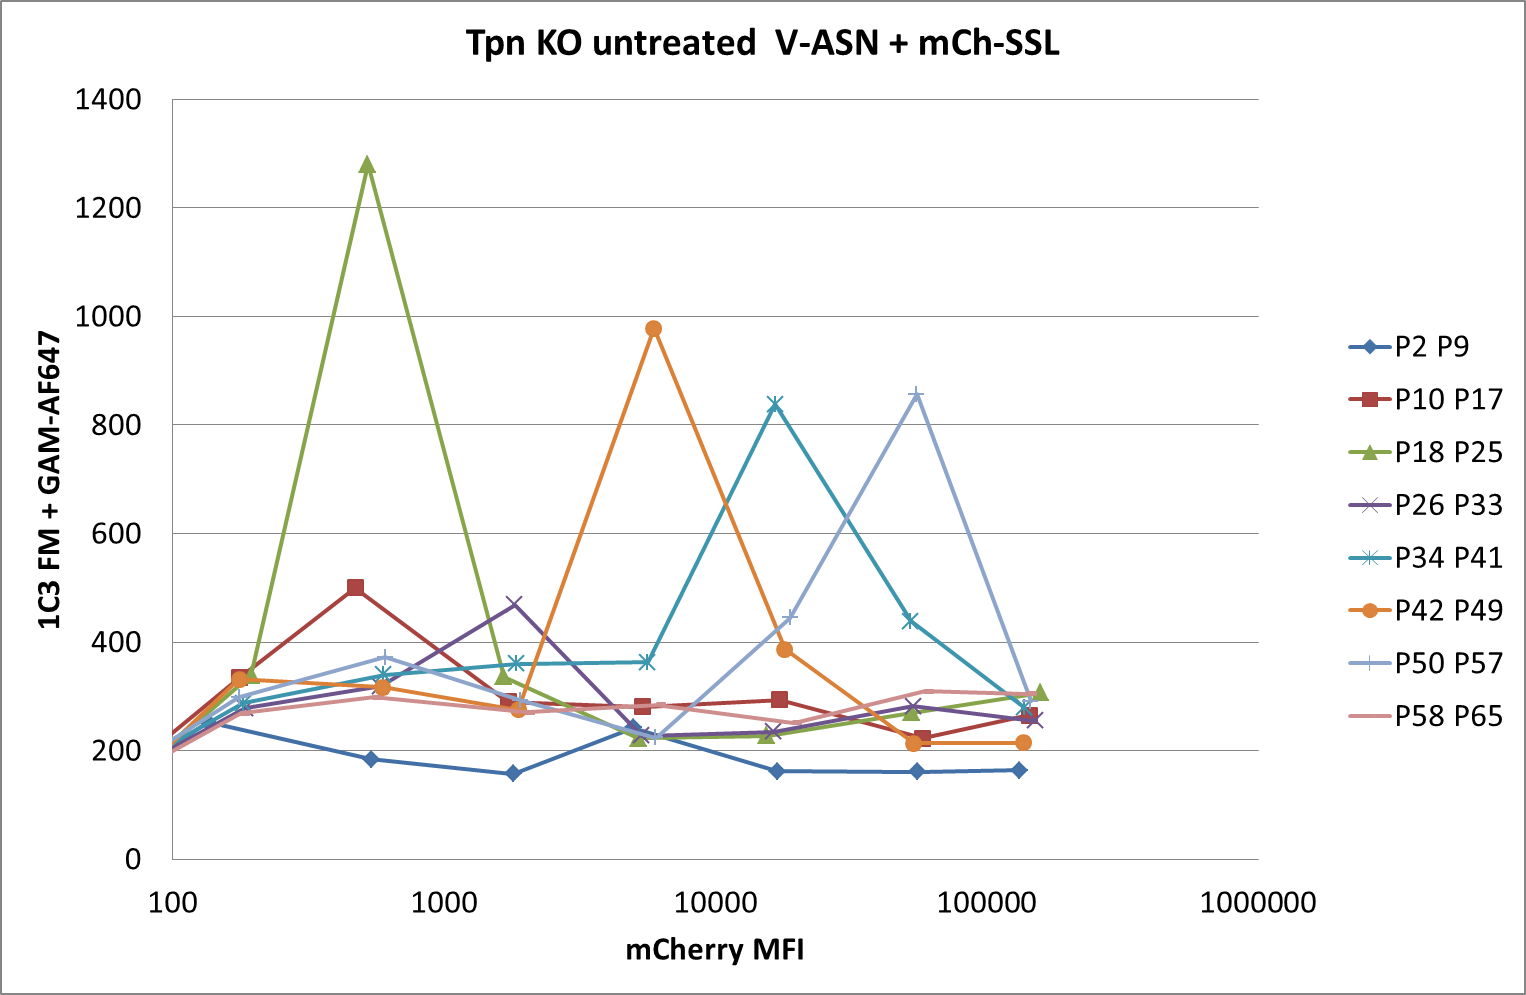 Tpn KO untreated  V-ASN + mCh-SSL
1400
1200
1000
800
600
400
200
0
1C3 FM + GAM-AF647
100 1000 10000 100000 1000000
mCherry MFI
P2 P9
P10 P17
P18 P25
P26 P33
P34 P41
P42 P49
P50 P57
P58 P65